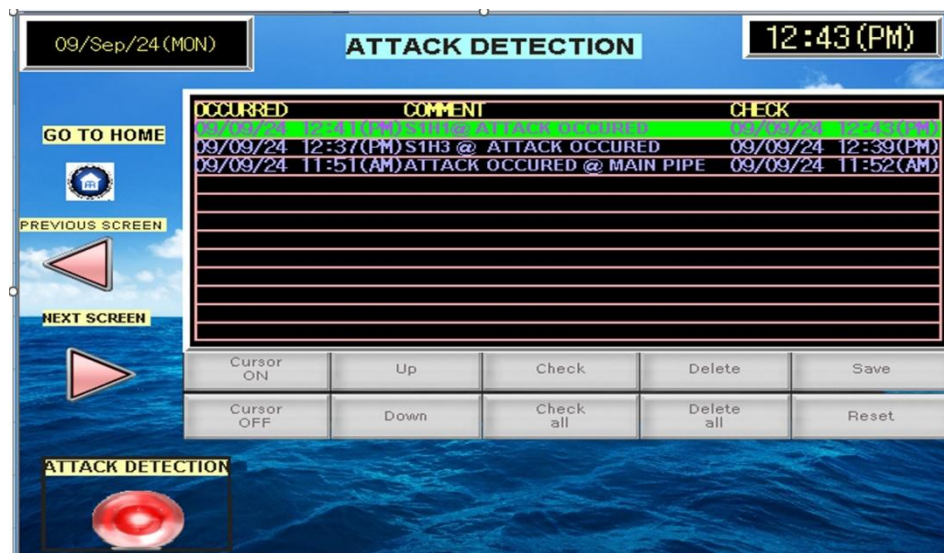 09/Sep/24(MON)
ATTACK DETECTION
12:43(PM)
GO TO HOME
PREVIOUS SCREEN
NEXT SCREEN
OCCURRED COMMENT CHECK
09/09/24 12:41(PM) S1H1@ ATTACK OCCURED 09/09/24 12:43(PM)
09/09/24 12:37(PM) S1H3 @ ATTACK OCCURED 09/09/24 12:39(PM)
09/09/24 11:51(AM) ATTACK OCCURED @ MAIN PIPE 09/09/24 11:52(AM)
Cursor ON Up Check Delete Save
Cursor OFF Down Check all Delete all Reset
ATTACK DETECTION